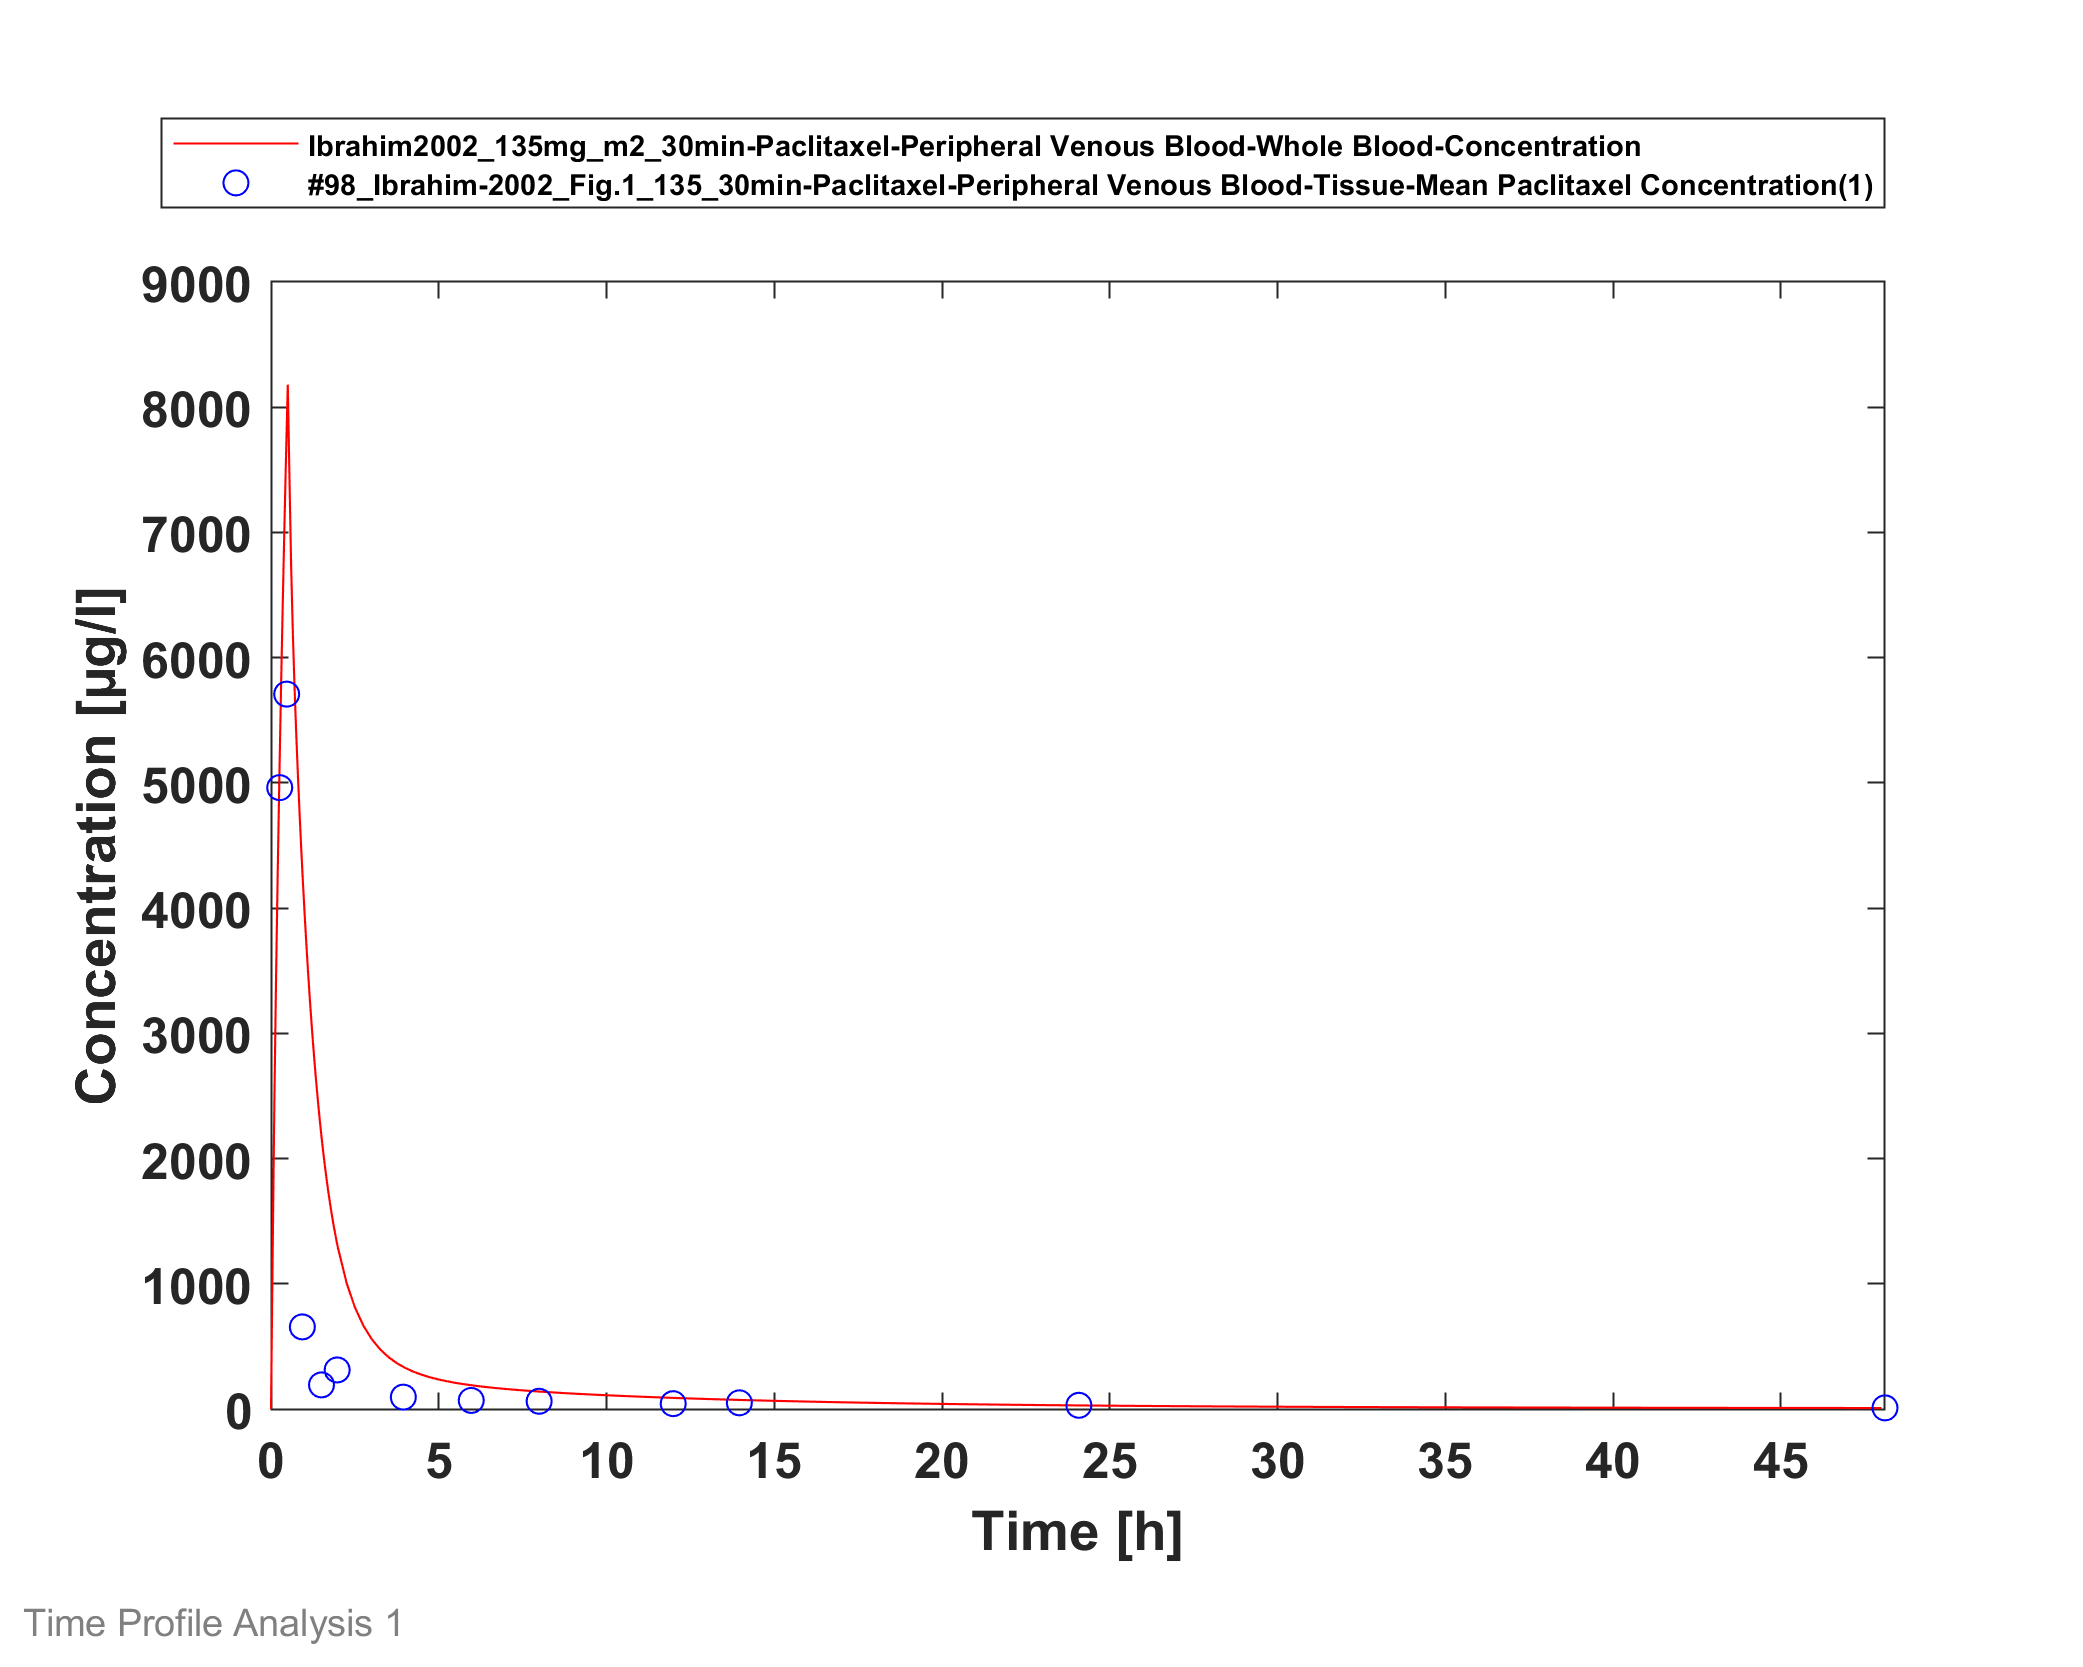 Ibrahim2002_135mg_m2_30min-Paclitaxel-Peripheral Venous Blood-Whole Blood-Concentration
#98_Ibrahim-2002_Fig.1_135_30min-Paclitaxel-Peripheral Venous Blood-Tissue-Mean Paclitaxel Concentration(1)
9000
8000
7000
6000
5000
4000
3000
2000
1000
0
Concentration [µg/l]
0 5 10 15 20 25 30 35 40 45
Time [h]
Time Profile Analysis 1